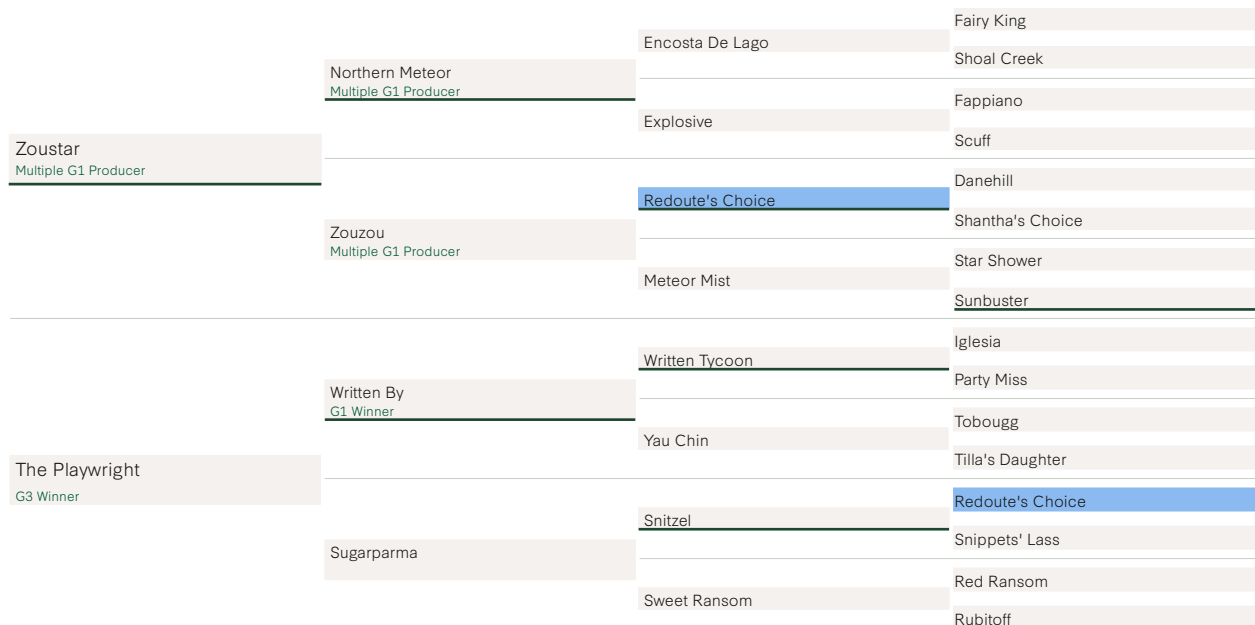 Zoustar
Multiple G1 Producer
The Playwright
G3 Winner
Northern Meteor
Multiple G1 Producer
Zouzou
Multiple G1 Producer
Written By
G1 Winner
Sugarparma
Encosta De Lago
Explosive
Redoute's Choice
Meteor Mist
Written Tycoon
Yau Chin
Snitzel
Sweet Ransom
Fairy King
Shoal Creek
Fappiano
Scuff
Danehill
Shantha's Choice
Star Shower
Sunbuster
Iglesia
Party Miss
Tobougg
Tilla's Daughter
Redoute's Choice
Snippets' Lass
Red Ransom
Rubitoff